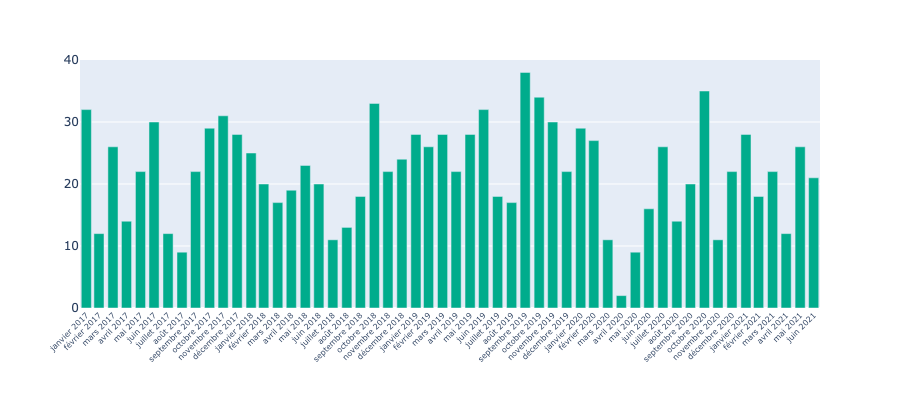 40
30
20
10
0
janvier 2017
février 2017
mars 2017
avril 2017
mai 2017
juin 2017
juillet 2017
août 2017
septembre 2017
octobre 2017
novembre 2017
décembre 2017
janvier 2018
février 2018
mars 2018
avril 2018
mai 2018
juin 2018
juillet 2018
août 2018
septembre 2018
octobre 2018
novembre 2018
décembre 2018
janvier 2019
février 2019
mars 2019
avril 2019
mai 2019
juin 2019
juillet 2019
août 2019
septembre 2019
octobre 2019
novembre 2019
décembre 2019
janvier 2020
février 2020
mars 2020
avril 2020
mai 2020
juin 2020
juillet 2020
août 2020
septembre 2020
octobre 2020
novembre 2020
décembre 2020
janvier 2021
février 2021
mars 2021
avril 2021
mai 2021
juin 2021